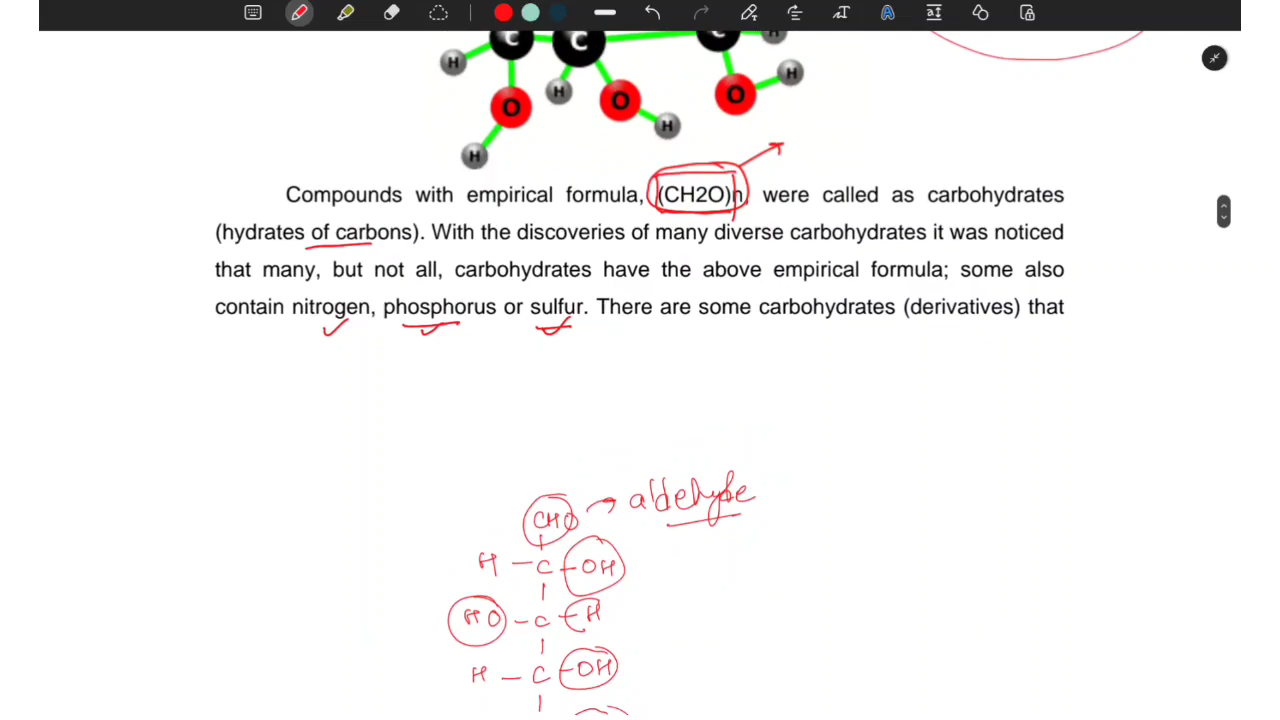 C C C H
H H O O O H
H H
Compounds with empirical formula, (CH2O)n, were called as carbohydrates
(hydrates of carbons). With the discoveries of many diverse carbohydrates it was noticed
that many, but not all, carbohydrates have the above empirical formula; some also
contain nitrogen, phosphorus or sulfur. There are some carbohydrates (derivatives) that
CHO → aldehyde
H – C – OH
HO – C – H
H – C – OH